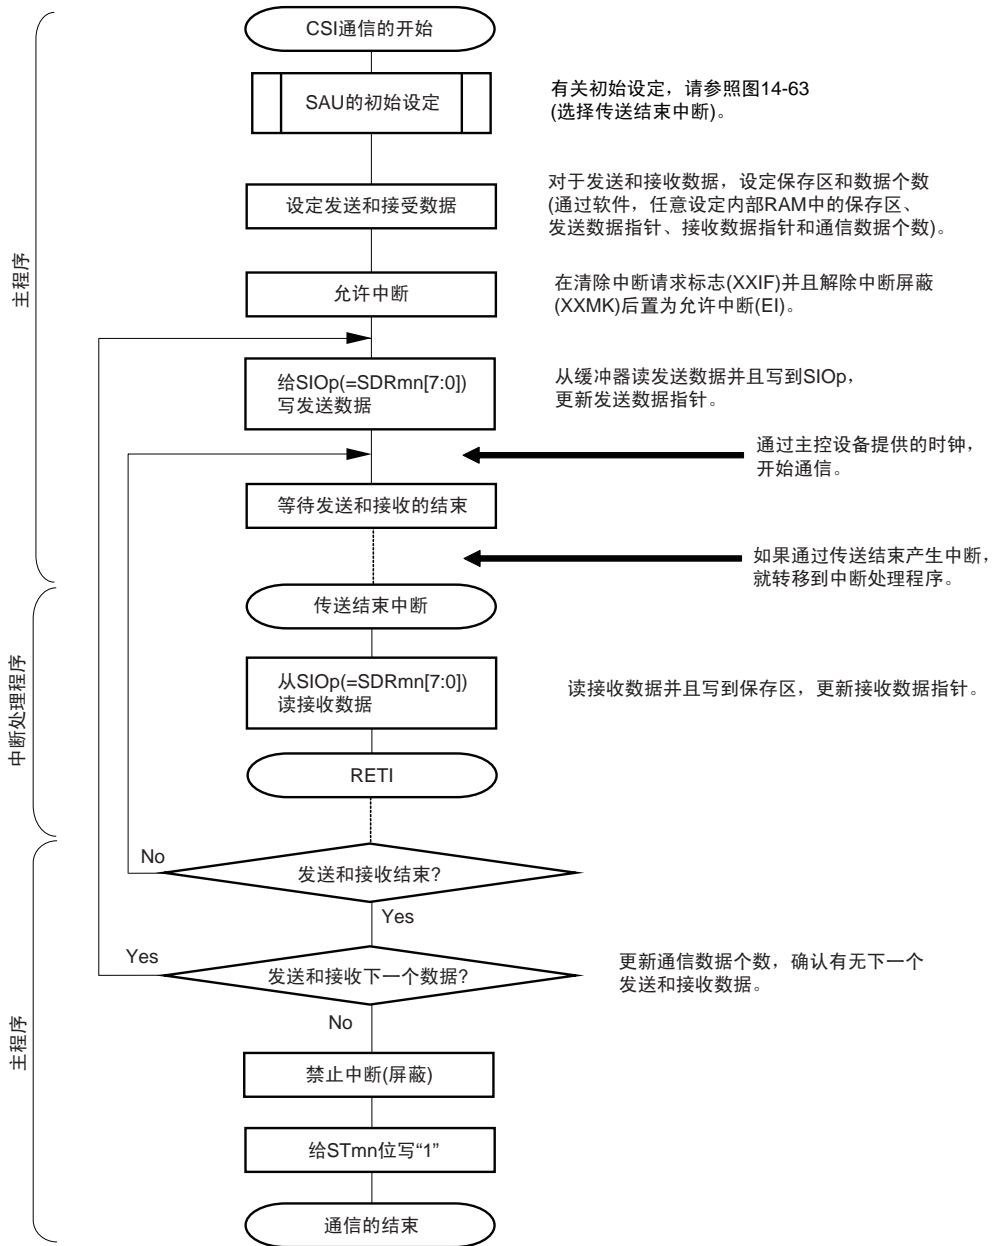 CSI通信的开始
SAU的初始设定
有关初始设定，请参照图14-63
(选择传送结束中断)。
设定发送和接受数据
对于发送和接收数据，设定保存区和数据个数
(通过软件，任意设定内部RAM中的保存区、
发送数据指针、接收数据指针和通信数据个数)。
主程序
允许中断
在清除中断请求标志(XXIF)并且解除中断屏蔽
(XXMK)后置为允许中断(EI)。
给SIOp(=SDRmn[7:0])
写发送数据
从缓冲器读发送数据并且写到SIOp，
更新发送数据指针。
通过主控设备提供的时钟，
开始通信。
等待发送和接收的结束
如果通过传送结束产生中断，
就转移到中断处理程序。
传送结束中断
中断处理程序
从SIOp(=SDRmn[7:0])
读接收数据
读接收数据并且写到保存区，更新接收数据指针。
RETI
No
发送和接收结束?
Yes
Yes
发送和接收下一个数据?
更新通信数据个数，确认有无下一个
发送和接收数据。
No
主程序
禁止中断(屏蔽)
给STmn位写“1”
通信的结束